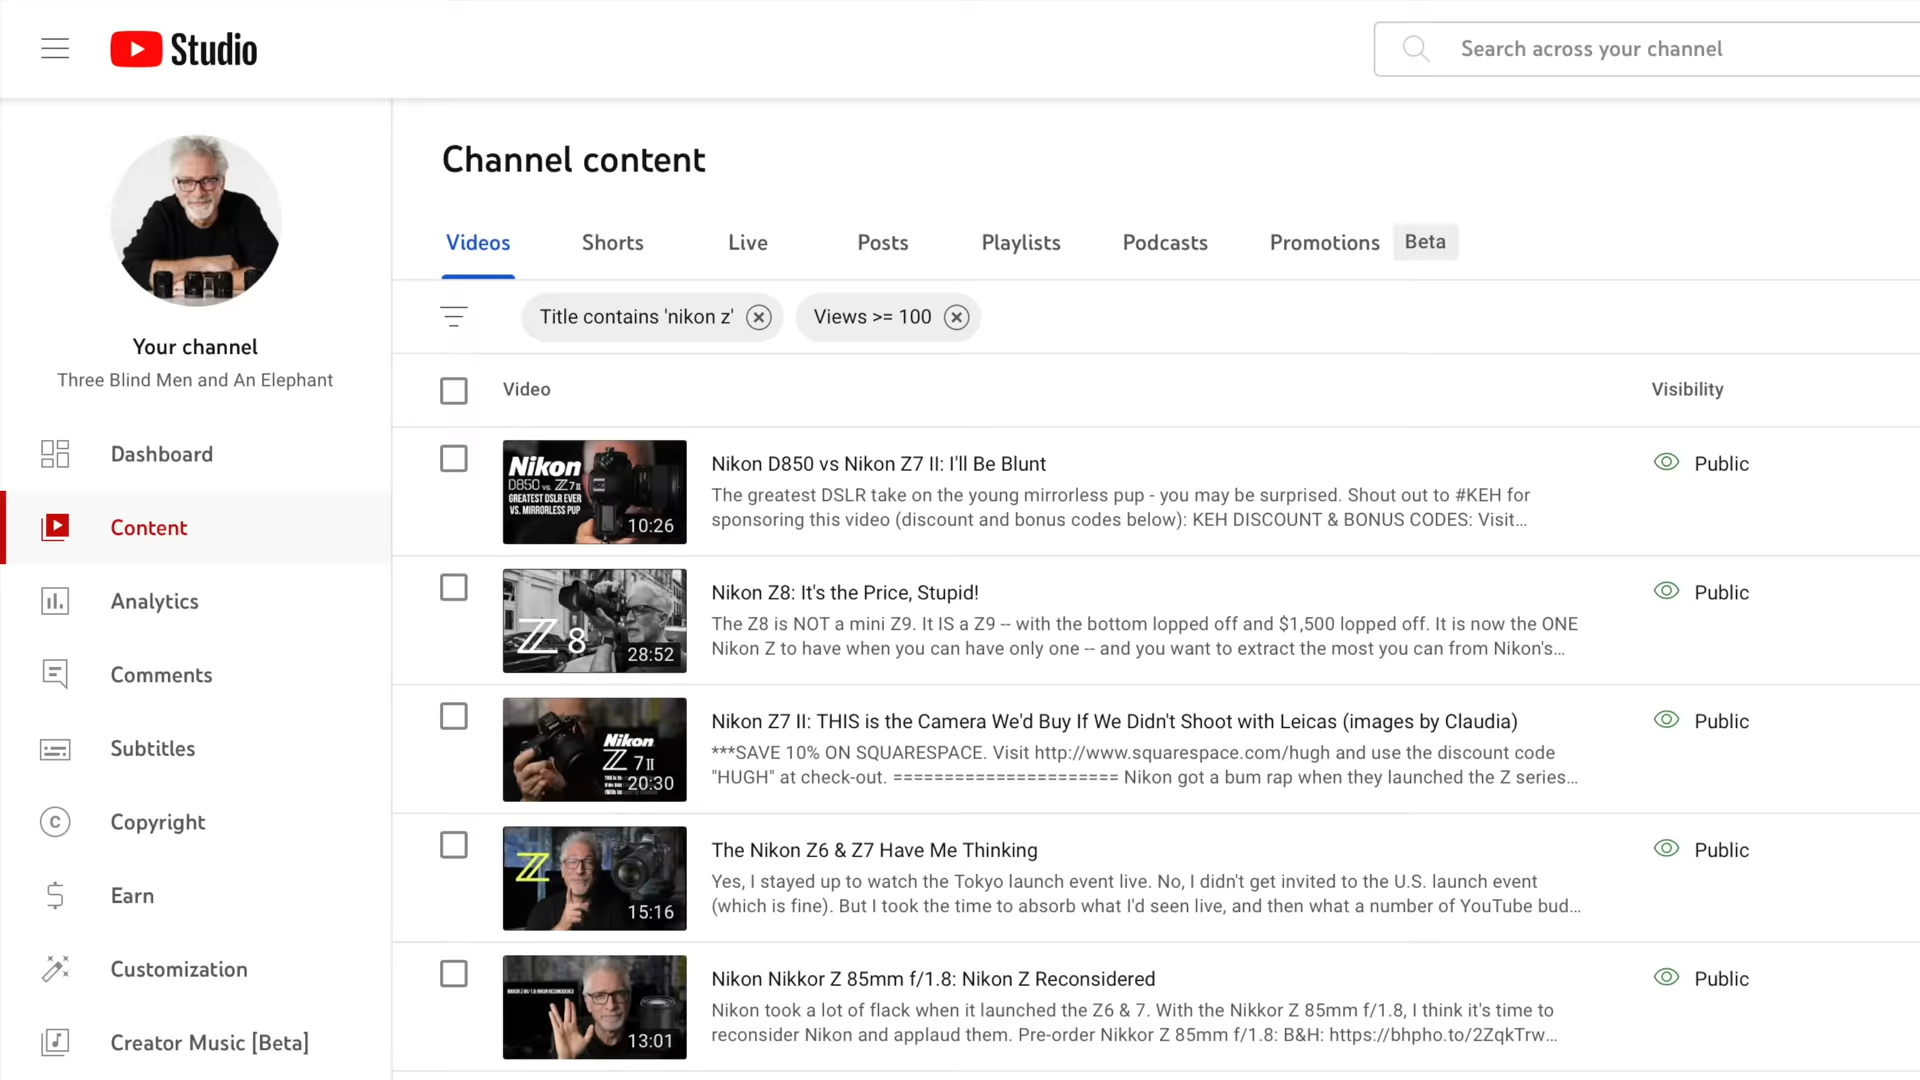 Studio
Search across your channel
Your channel
Three Blind Men and An Elephant
Dashboard
Content
Analytics
Comments
Subtitles
Copyright
Earn
Customization
Creator Music [Beta]
Channel content
Videos
Shorts
Live
Posts
Playlists
Podcasts
Promotions
Beta
Title contains 'nikon z'
Views >= 100
Video
Visibility
Nikon
D850 vs. Z7II
GREATEST DSLR EVER
VS. MIRRORLESS PUP
10:26
Nikon D850 vs Nikon Z7 II: I'll Be Blunt
The greatest DSLR take on the young mirrorless pup - you may be surprised. Shout out to #KEH for
sponsoring this video (discount and bonus codes below): KEH DISCOUNT & BONUS CODES: Visit...
Public
Z 8
28:52
Nikon Z8: It's the Price, Stupid!
The Z8 is NOT a mini Z9. It IS a Z9 -- with the bottom lopped off and $1,500 lopped off. It is now the ONE
Nikon Z to have when you can have only one -- and you want to extract the most you can from Nikon's...
Public
Nikon
Z 7II
20:30
Nikon Z7 II: THIS is the Camera We'd Buy If We Didn't Shoot with Leicas (images by Claudia)
***SAVE 10% ON SQUARESPACE. Visit http://www.squarespace.com/hugh and use the discount code
"HUGH" at check-out. ====================== Nikon got a bum rap when they launched the Z series...
Public
Z
15:16
The Nikon Z6 & Z7 Have Me Thinking
Yes, I stayed up to watch the Tokyo launch event live. No, I didn't get invited to the U.S. launch event
(which is fine). But I took the time to absorb what I'd seen live, and then what a number of YouTube bud...
Public
13:01
Nikon Nikkor Z 85mm f/1.8: Nikon Z Reconsidered
Nikon took a lot of flack when it launched the Z6 & 7. With the Nikkor Z 85mm f/1.8, I think it's time to
reconsider Nikon and applaud them. Pre-order Nikkor Z 85mm f/1.8: B&H: https://bhpho.to/2ZqkTrw...
Public